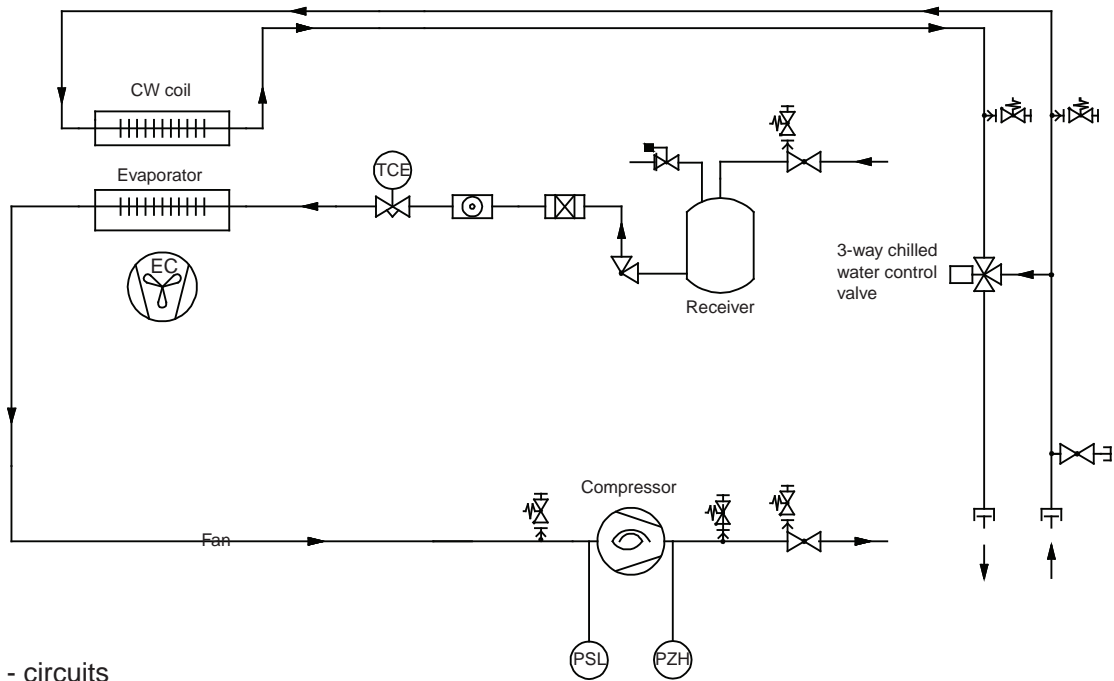 CW coil
Evaporator
TCE
EC
3-way chilled
water control
valve
Receiver
Compressor
Fan
PSL
PZH
- circuits